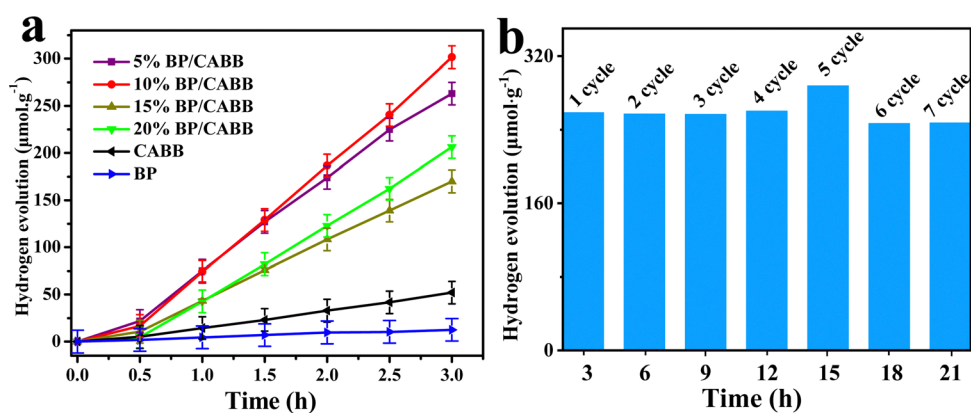 a
Hydrogen evolution (μmol.g⁻¹)
300
250
200
150
100
50
0
5% BP/CABB
10% BP/CABB
15% BP/CABB
20% BP/CABB
CABB
BP
0.0 0.5 1.0 1.5 2.0 2.5 3.0
Time (h)
b
Hydrogen evolution (μmol·g⁻¹)
320
160
0
1 cycle
2 cycle
3 cycle
4 cycle
5 cycle
6 cycle
7 cycle
3 6 9 12 15 18 21
Time (h)